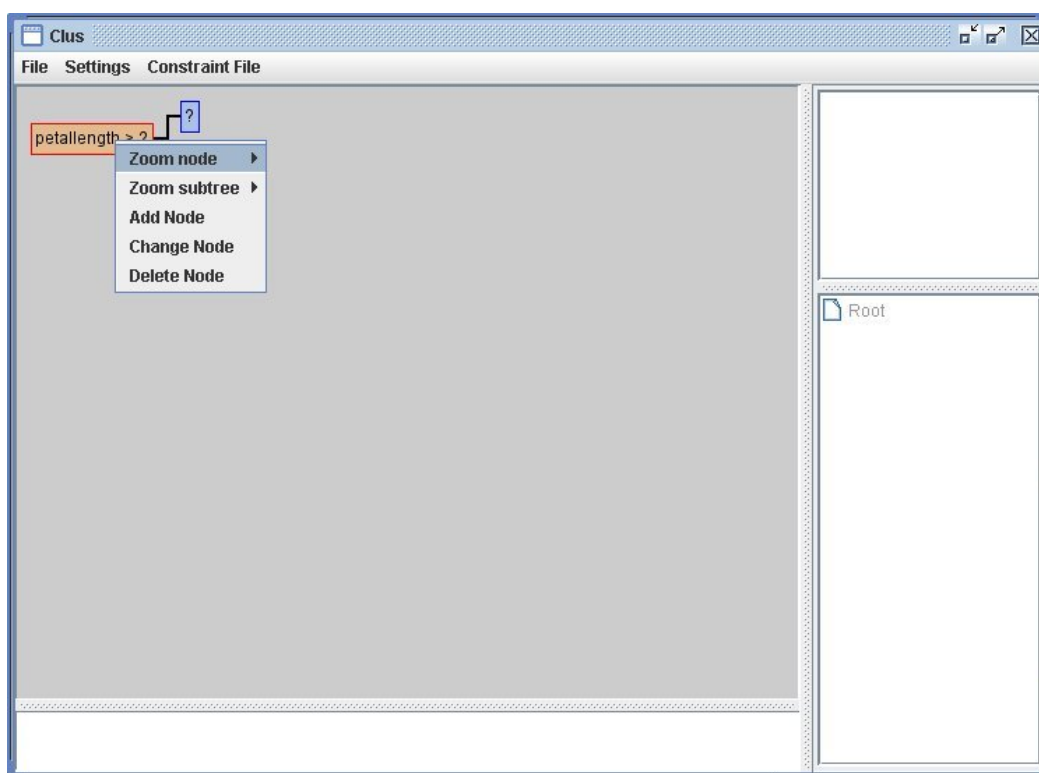 Clus
File Settings Constraint File
?
petallength > ?
Zoom node
Zoom subtree
Add Node
Change Node
Delete Node
Root